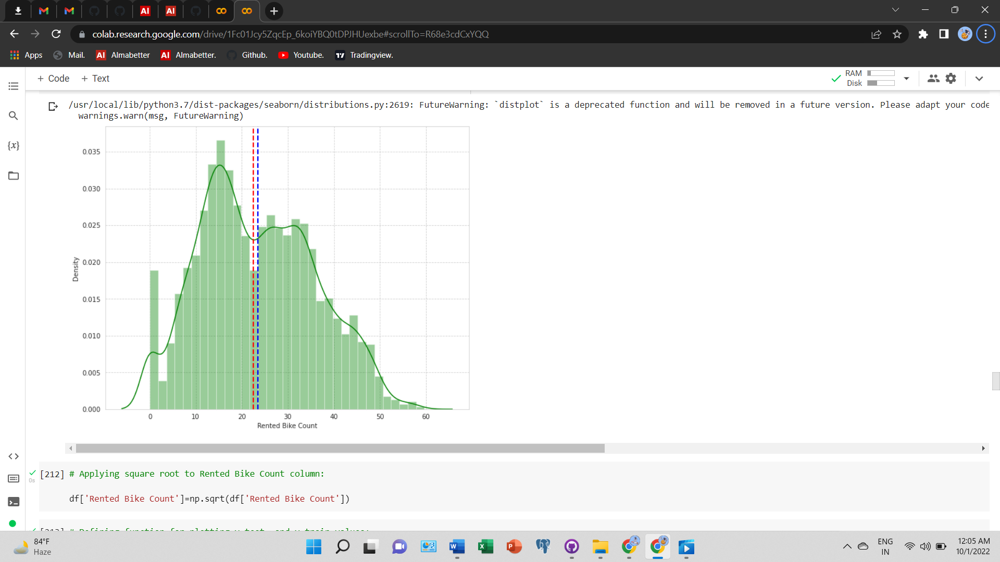 AI
AI
colab.research.google.com/drive/1Fc01Jcy5ZqcEp_6koiYBQ0tDPJHUexbe#scrollTo=R68e3cdCxYQQ
Apps Mail. AI Almabetter AI Almabetter. Github. Youtube. Tradingview.
+ Code + Text
RAM
Disk
/usr/local/lib/python3.7/dist-packages/seaborn/distributions.py:2619: FutureWarning: `distplot` is a deprecated function and will be removed in a future version. Please adapt your code
warnings.warn(msg, FutureWarning)
{x}
0.035
0.030
0.025
0.020
0.015
0.010
0.005
0.000
Density
0 10 20 30 40 50 60
Rented Bike Count
[212] # Applying square root to Rented Bike Count column:
0s
df['Rented Bike Count']=np.sqrt(df['Rented Bike Count'])
84°F
Haze
ENG
IN
12:05 AM
10/1/2022